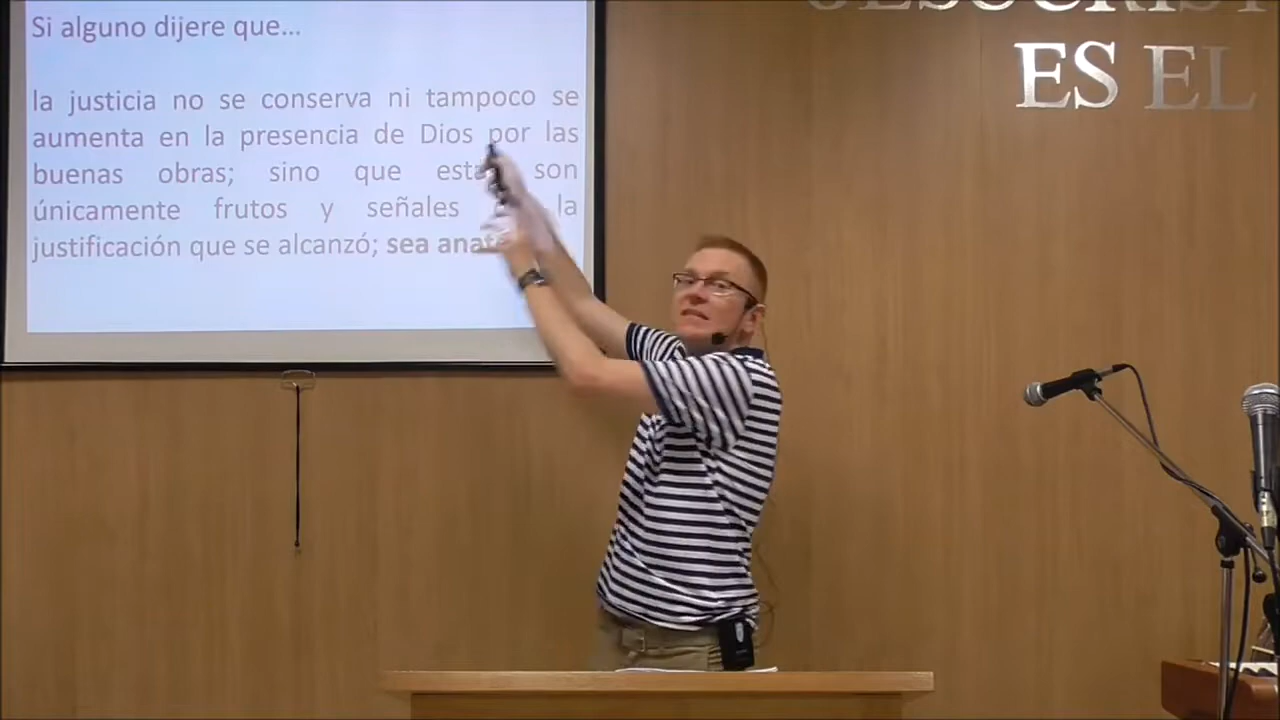 Si alguno dijere que...
la justicia no se conserva ni tampoco se
aumenta en la presencia de Dios por las
buenas obras; sino que son
únicamente frutos y señales la
justificación que se alcanzó; sea
JESUCRIST
ES EL